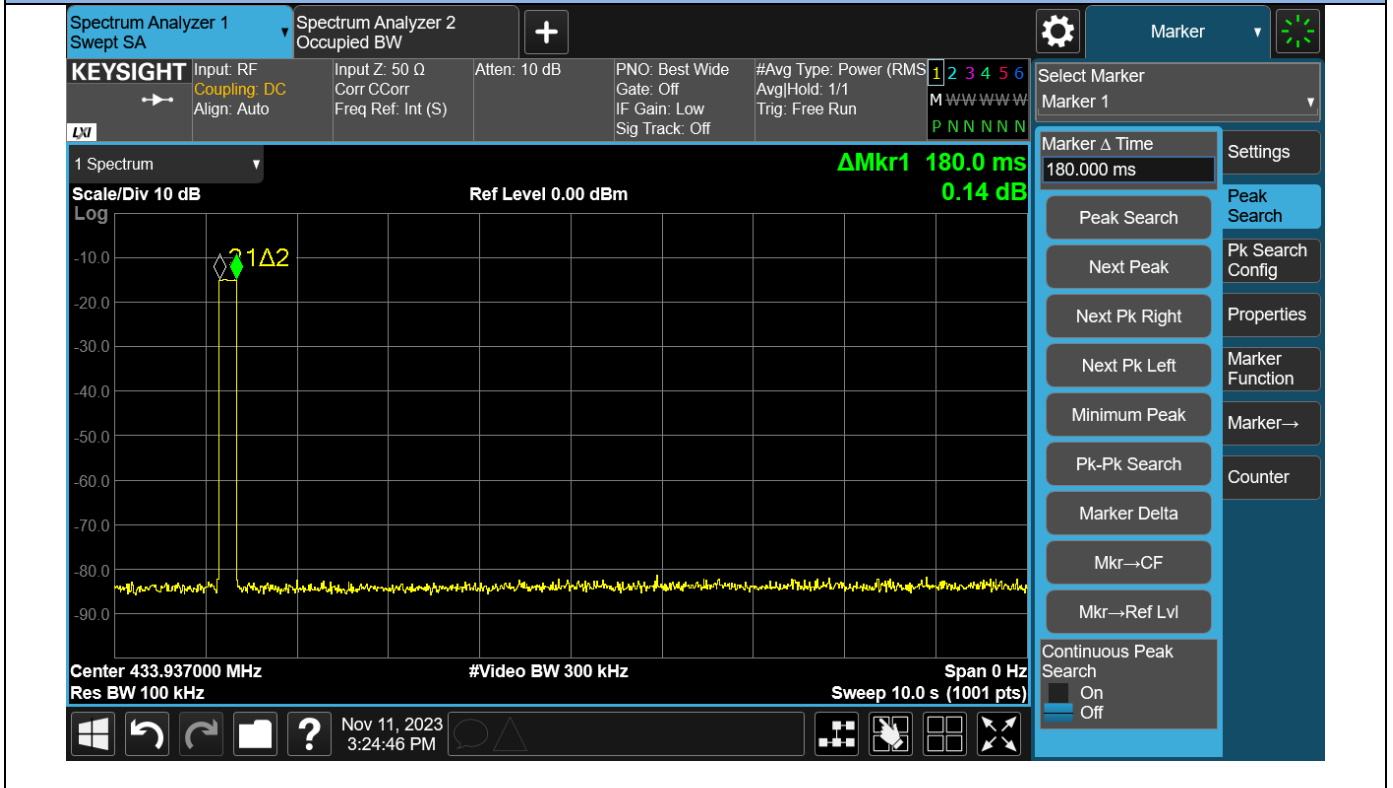 Spectrum Analyzer 1
Swept SA
Spectrum Analyzer 2
Occupied BW
Marker
KEYSIGHT
LXI
Input: RF
Coupling: DC
Align: Auto
Input Z: 50 Ω
Corr CCorr
Freq Ref: Int (S)
Atten: 10 dB
PNO: Best Wide
Gate: Off
IF Gain: Low
Sig Track: Off
#Avg Type: Power (RMS
Avg|Hold: 1/1
Trig: Free Run
1 2 3 4 5 6
M W W W W W
P N N N N N
Select Marker
Marker 1
1 Spectrum
Scale/Div 10 dB
Log
Ref Level 0.00 dBm
ΔMkr1 180.0 ms
0.14 dB
1Δ2
-10.0
-20.0
-30.0
-40.0
-50.0
-60.0
-70.0
-80.0
-90.0
Center 433.937000 MHz
Res BW 100 kHz
#Video BW 300 kHz
Span 0 Hz
Sweep 10.0 s (1001 pts)
Marker Δ Time
180.000 ms
Peak Search
Next Peak
Next Pk Right
Next Pk Left
Minimum Peak
Pk-Pk Search
Marker Delta
Mkr→CF
Mkr→Ref Lvl
Continuous Peak
Search
On
Off
Settings
Peak
Search
Pk Search
Config
Properties
Marker
Function
Marker→
Counter
?
Nov 11, 2023
3:24:46 PM